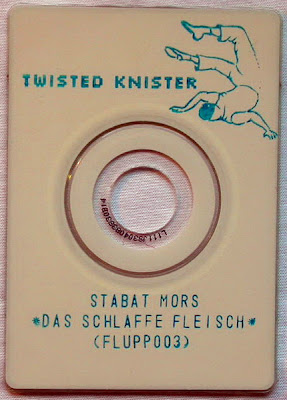 TWISTED KNISTER
STABAT MORS
*DAS SCHLAFFE FLEISCH*
(FLUPP003)